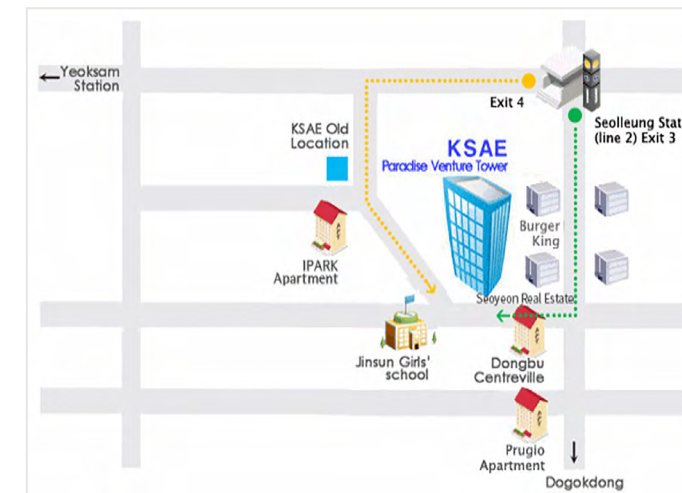 Yeoksam
Station
Exit 4
Seolleung Stat
(line 2) Exit 3
KSAE Old
Location
KSAE
Paradise Venture Tower
Burger
King
IPARK
Apartment
Seoyeon Real Estate
Jinsun Girls'
school
Dongbu
Centreville
Prugio
Apartment
Dogokdong